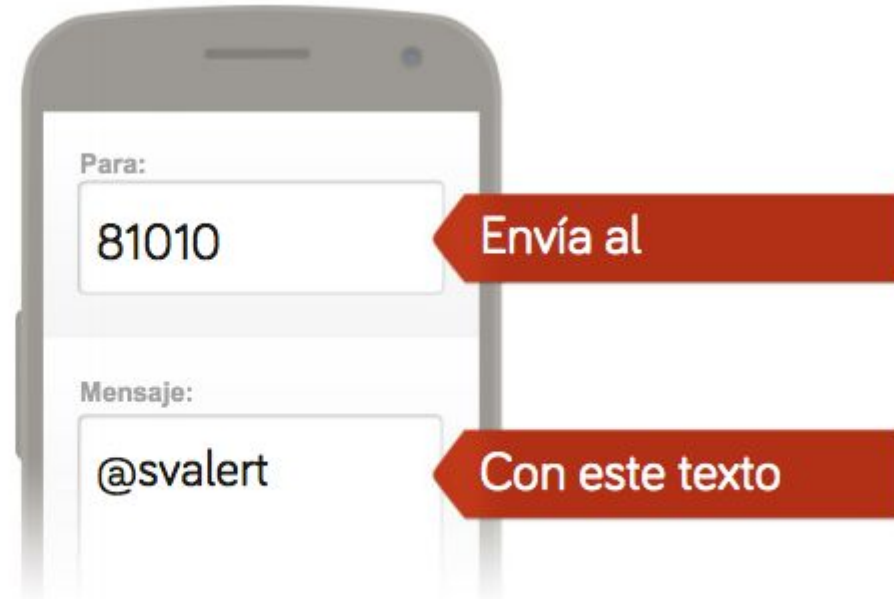 Para:
81010
Envía al
Mensaje:
@svalert
Con este texto